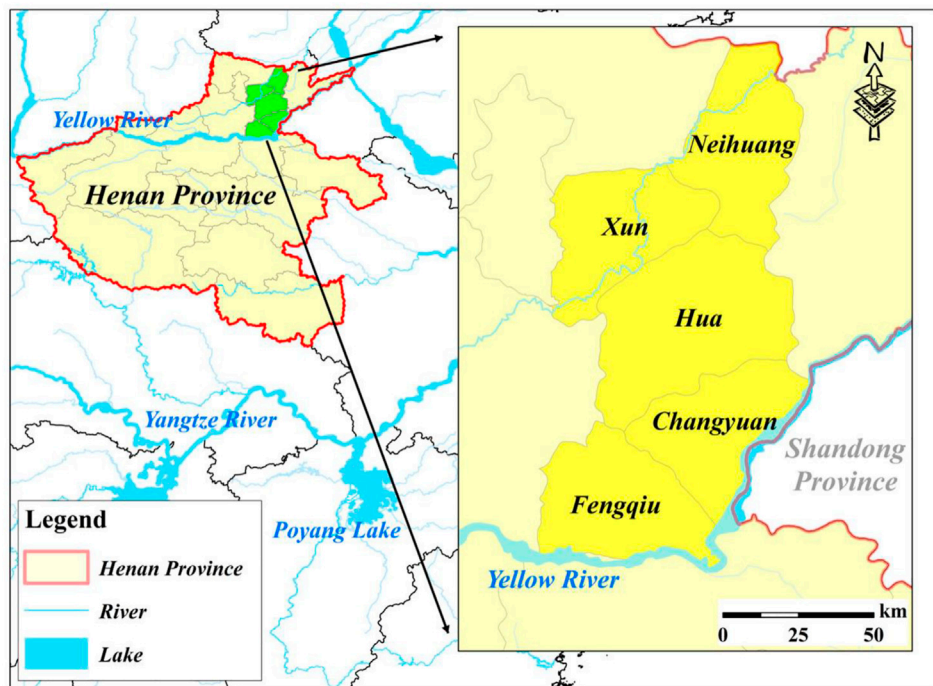 Yellow River
Henan Province
Yangtze River
Poyang Lake
Legend
Henan Province
River
Lake
N
Neihuang
Xun
Hua
Changyuan
Shandong
Province
Fengqiu
Yellow River
km
0 25 50